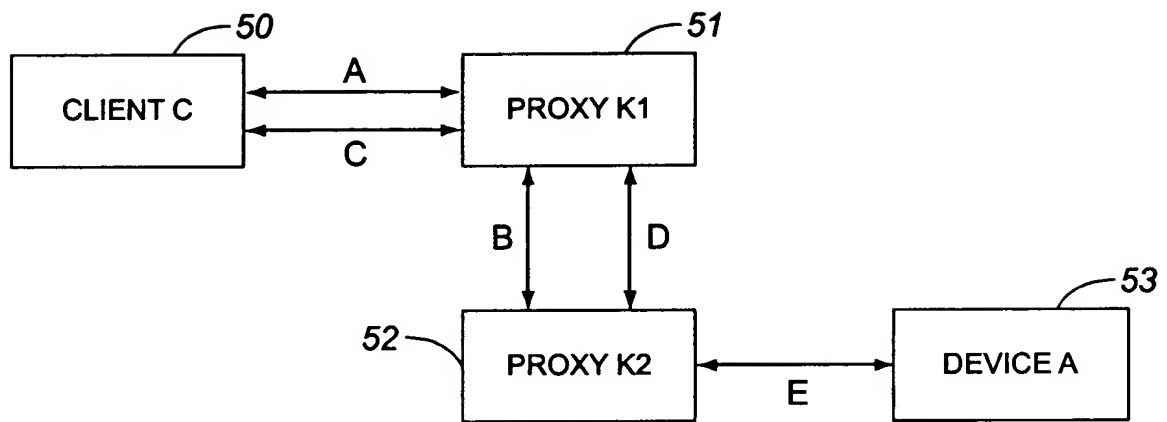 50
51
CLIENT C
A
C
PROXY K1
B
D
52
PROXY K2
E
53
DEVICE A